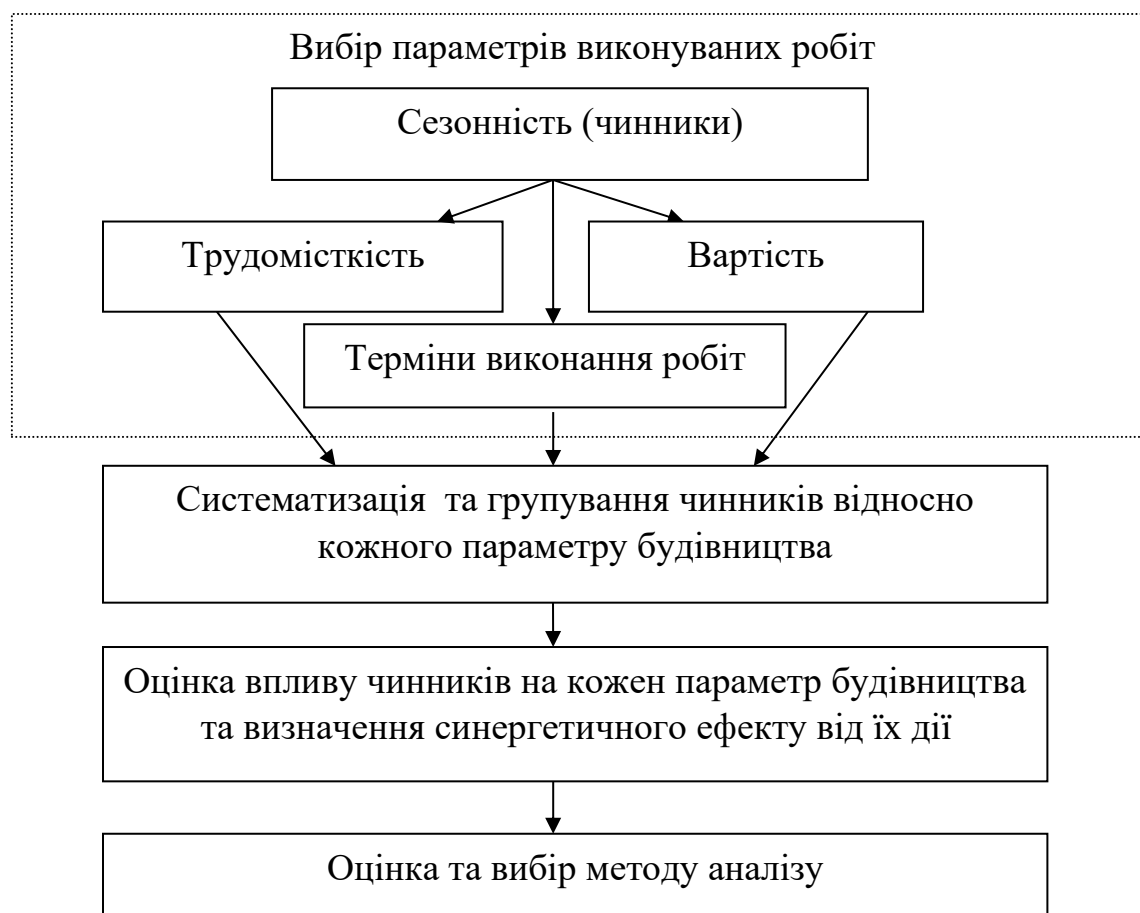 Вибір параметрів виконуваних робіт
Сезонність (чинники)
Трудомісткість
Вартість
Терміни виконання робіт
Систематизація та групування чинників відносно
кожного параметру будівництва
Оцінка впливу чинників на кожен параметр будівництва
та визначення синергетичного ефекту від їх дії
Оцінка та вибір методу аналізу